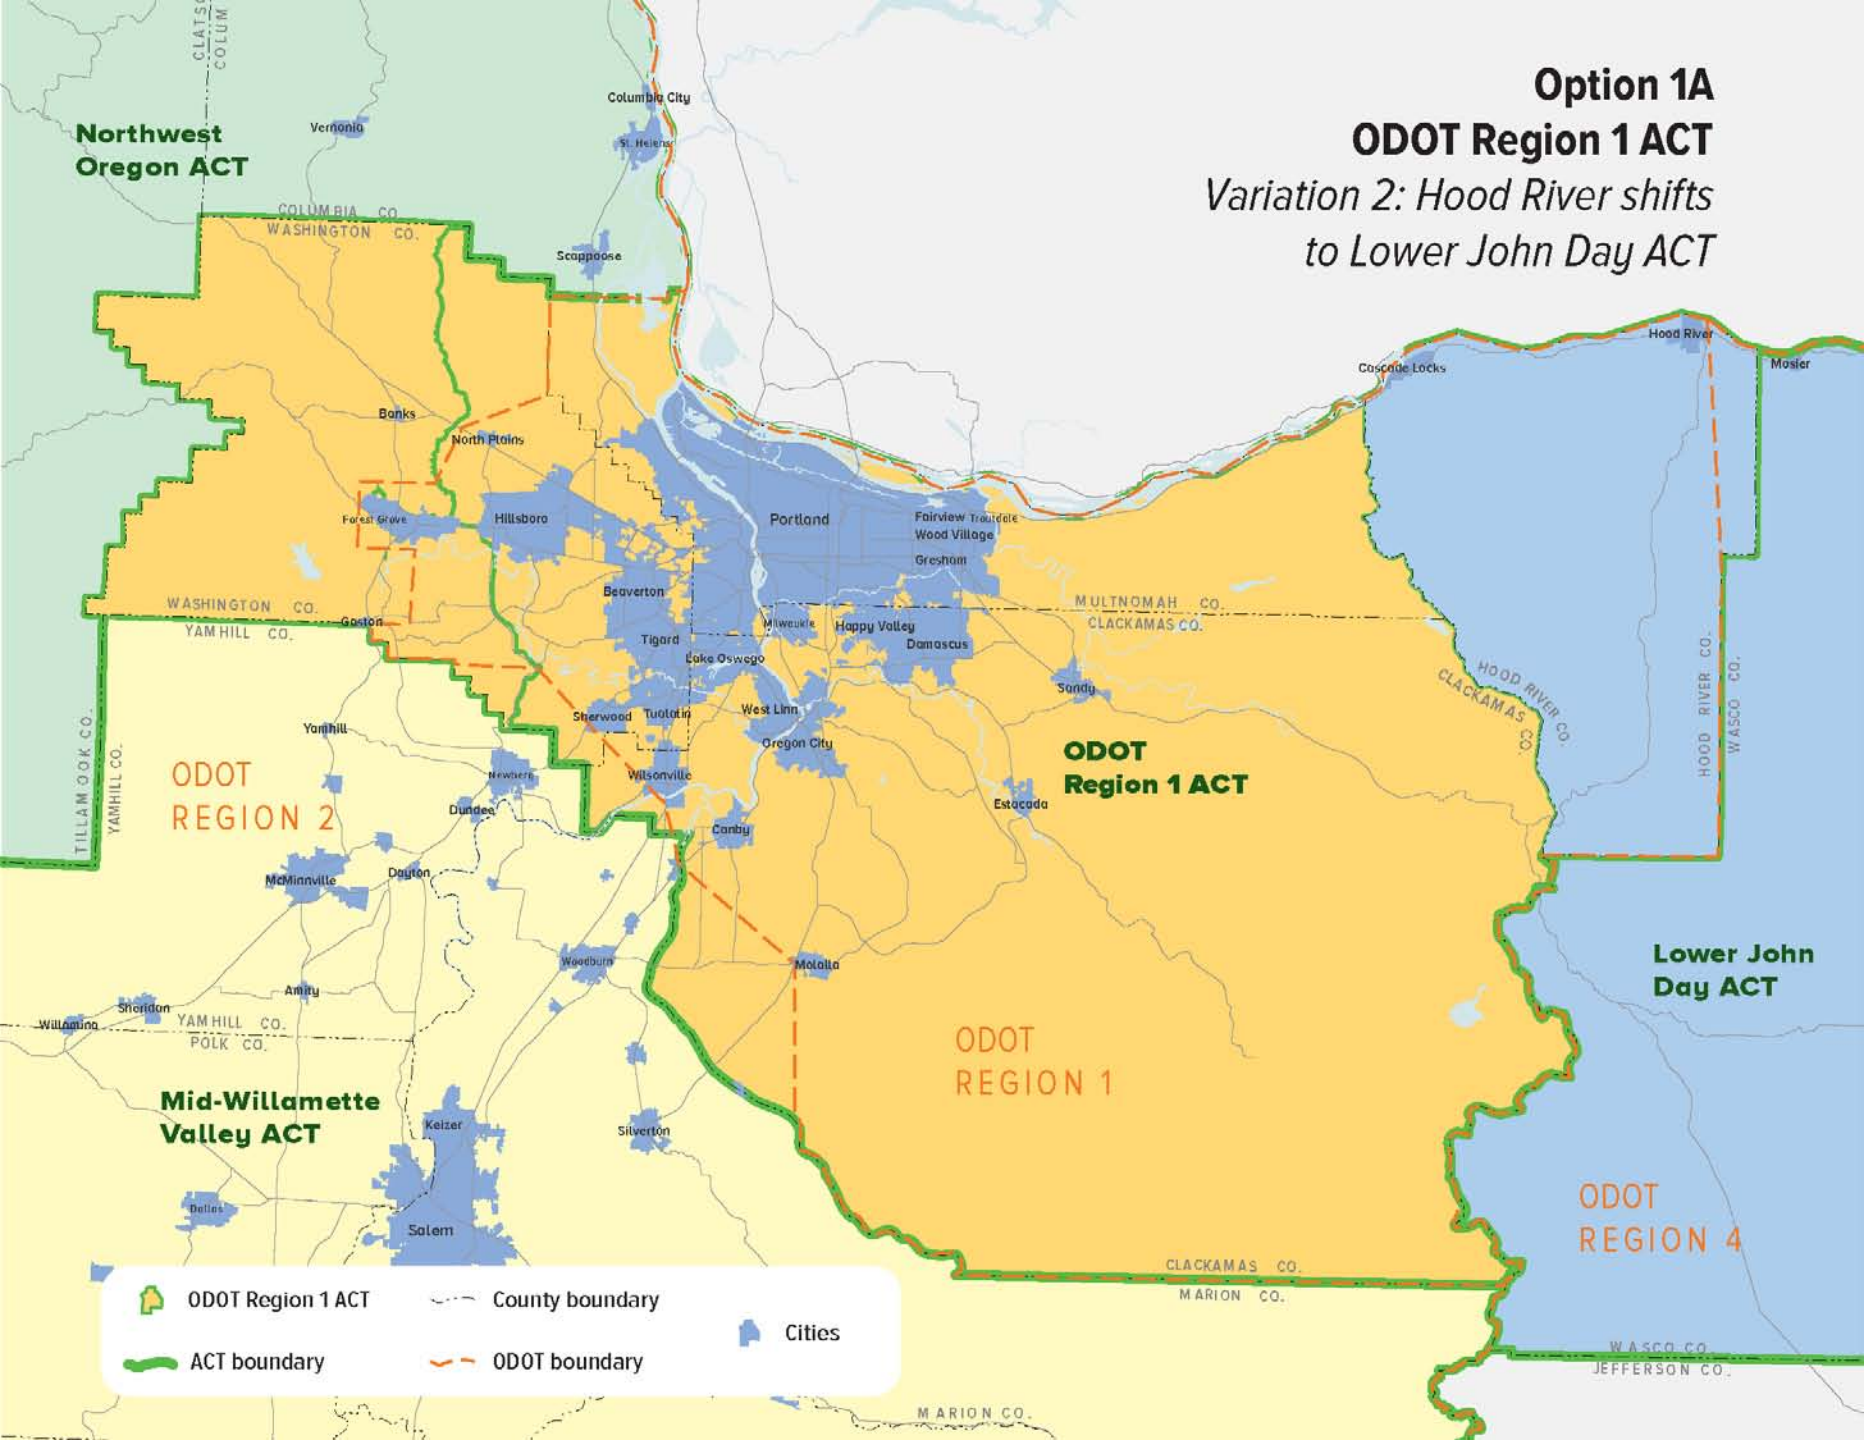 Option 1A
ODOT Region 1 ACT
Variation 2: Hood River shifts
to Lower John Day ACT
CLATSO
COLUM
Columbia City
Vernonia
Northwest
Oregon ACT
St. Helens
COLUMBIA CO.
WASHINGTON CO.
Scappoose
Hood River
Cascade Locks
Mosier
Banks
North Plains
Forest Grove
Hillsboro
Portland
Fairview Troutdale
Wood Village
Gresham
Beaverton
WASHINGTON CO.
YAMHILL CO.
Gaston
MULTNOMAH CO.
CLACKAMAS CO.
Milwaukie
Happy Valley
Tigard
Damascus
Lake Oswego
HOOD RIVER CO.
CLACKAMAS CO.
HOOD RIVER CO.
WASCO CO.
Sandy
Sherwood
Tualatin
West Linn
Yamhill
Oregon City
TILLAMOOK CO.
YAMHILL CO.
ODOT
REGION 2
Newberg
Wilsonville
ODOT
Region 1 ACT
Dundee
Estacada
Canby
McMinnville
Dayton
Woodburn
Molalla
Lower John
Day ACT
Amity
Sheridan
Willamina
YAMHILL CO.
POLK CO.
ODOT
REGION 1
Mid-Willamette
Valley ACT
Keizer
Silverton
Dallas
Salem
ODOT
REGION 4
CLACKAMAS CO.
MARION CO.
ODOT Region 1 ACT
County boundary
Cities
ACT boundary
ODOT boundary
WASCO CO.
JEFFERSON CO.
MARION CO.